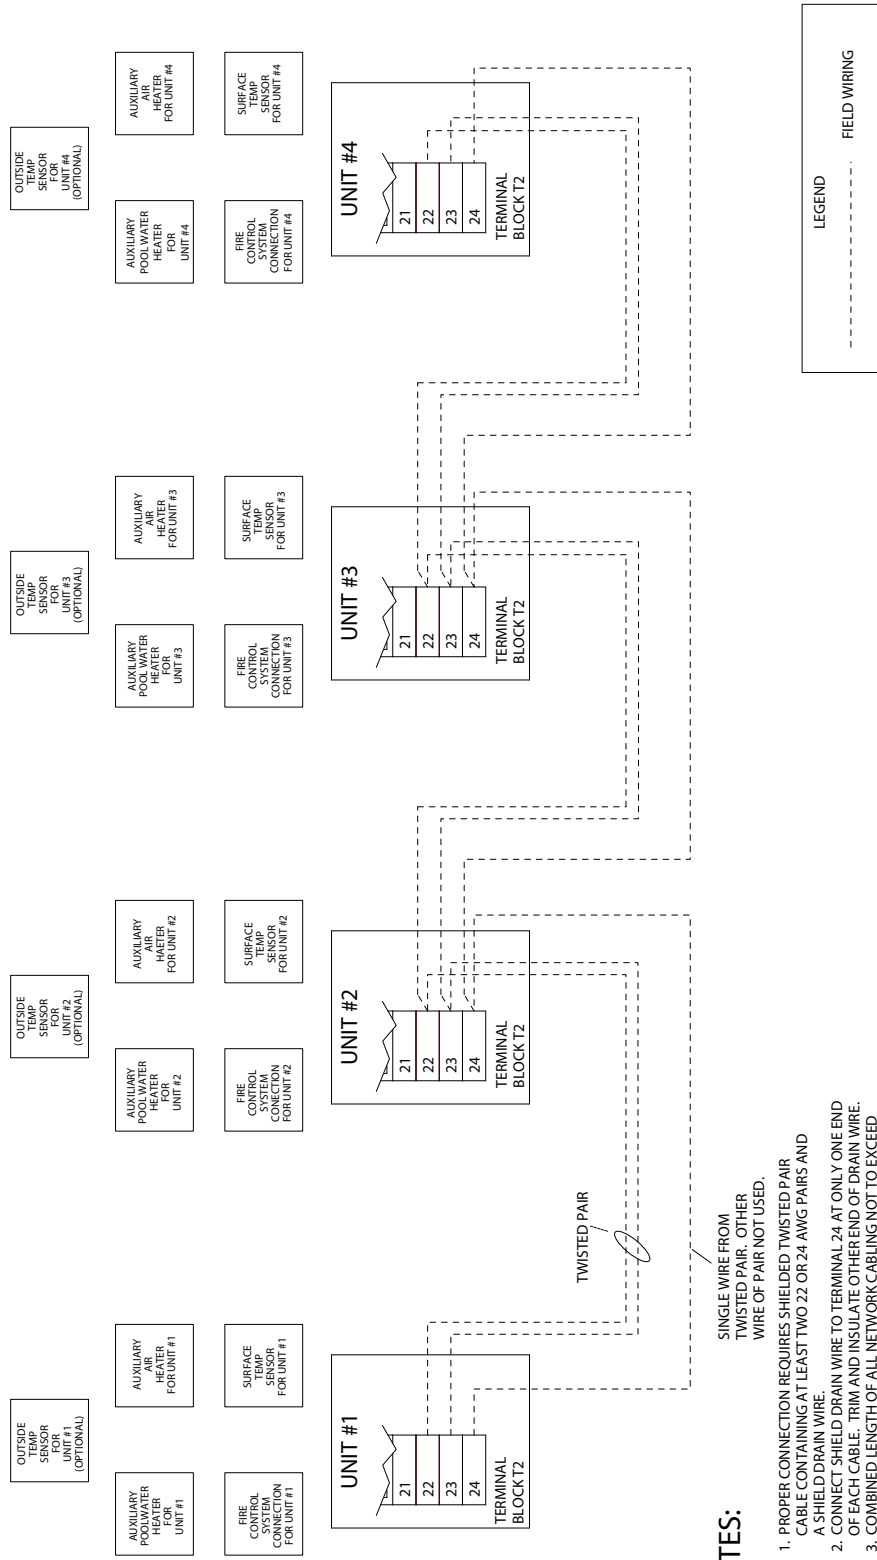 OUTSIDE
TEMP
SENSOR
FOR
UNIT #1
(OPTIONAL)
OUTSIDE
TEMP
SENSOR
FOR
UNIT #2
(OPTIONAL)
OUTSIDE
TEMP
SENSOR
FOR
UNIT #3
(OPTIONAL)
OUTSIDE
TEMP
SENSOR
FOR
UNIT #4
(OPTIONAL)
AUXILIARY
POOLWATER
HEATER
FOR
UNIT #1
AUXILIARY
AIR
HEATER
FOR UNIT #1
AUXILIARY
POOL WATER
HEATER
FOR
UNIT #2
AUXILIARY
AIR
HAETER
FOR UNIT #2
AUXILIARY
POOL WATER
HEATER
FOR
UNIT #3
AUXILIARY
AIR
HEATER
FOR UNIT #3
AUXILIARY
POOL WATER
HEATER
FOR
UNIT #4
AUXILIARY
AIR
HEATER
FOR UNIT #4
FIRE
CONTROL
SYSTEM
CONNECTION
FOR UNIT #1
SURFACE
TEMP
SENSOR
FOR UNIT #1
FIRE
CONTROL
SYSTEM
CONECTION
FOR UNIT #2
SURFACE
TEMP
SENSOR
FOR UNIT #2
FIRE
CONTROL
SYSTEM
CONNECTION
FOR UNIT #3
SURFACE
TEMP
SENSOR
FOR UNIT #3
FIRE
CONTROL
SYSTEM
CONNECTION
FOR UNIT #4
SURFACE
TEMP
SENSOR
FOR UNIT #4
UNIT #1
21
22
23
24
TERMINAL
BLOCK T2
UNIT #2
21
22
23
24
TERMINAL
BLOCK T2
UNIT #3
21
22
23
24
TERMINAL
BLOCK T2
UNIT #4
21
22
23
24
TERMINAL
BLOCK T2
TWISTED PAIR
SINGLE WIRE FROM
TWISTED PAIR. OTHER
WIRE OF PAIR NOT USED.
TES:
1. PROPER CONNECTION REQUIRES SHIELDED TWISTED PAIR
CABLE CONTAINING AT LEAST TWO 22 OR 24 AWG PAIRS AND
A SHIELD DRAIN WIRE.
2. CONNECT SHIELD DRAIN WIRE TO TERMINAL 24 AT ONLY ONE END
OF EACH CABLE. TRIM AND INSULATE OTHER END OF DRAIN WIRE.
3. COMBINED LENGTH OF ALL NETWORK CABLING NOT TO EXCEED
LEGEND
FIELD WIRING